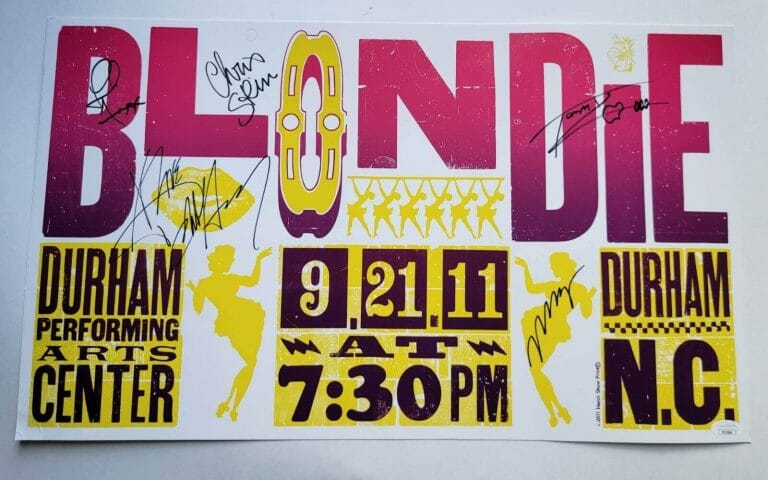 BLONDIE
Chris
Stein
DURHAM
PERFORMING
ARTS
CENTER
9.21.11
AT
7:30PM
DURHAM
N.C.